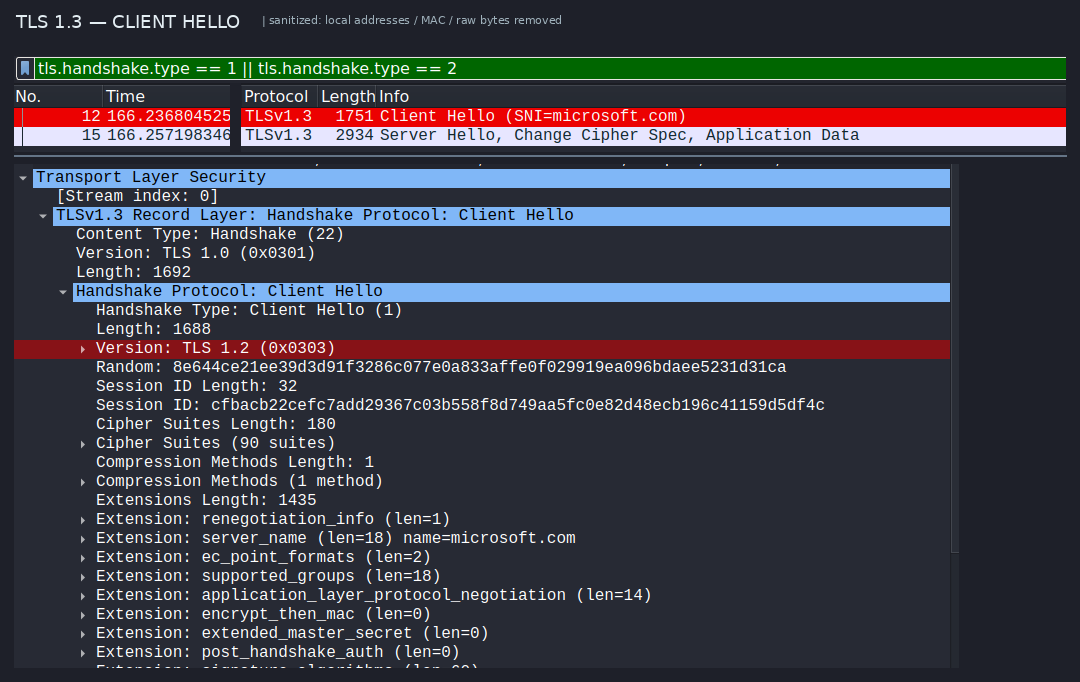 TLS 1.3 — CLIENT HELLO | sanitized: local addresses / MAC / raw bytes removed
tls.handshake.type == 1 || tls.handshake.type == 2
No. Time Protocol Length Info
12 166.236804525 TLSv1.3 1751 Client Hello (SNI=microsoft.com)
15 166.257198346 TLSv1.3 2934 Server Hello, Change Cipher Spec, Application Data
Transport Layer Security
[Stream index: 0]
TLSv1.3 Record Layer: Handshake Protocol: Client Hello
Content Type: Handshake (22)
Version: TLS 1.0 (0x0301)
Length: 1692
Handshake Protocol: Client Hello
Handshake Type: Client Hello (1)
Length: 1688
Version: TLS 1.2 (0x0303)
Random: 8e644ce21ee39d3d91f3286c077e0a833affe0f029919ea096bdaee5231d31ca
Session ID Length: 32
Session ID: cfbacb22cefc7add29367c03b558f8d749aa5fc0e82d48ecb196c41159d5df4c
Cipher Suites Length: 180
Cipher Suites (90 suites)
Compression Methods Length: 1
Compression Methods (1 method)
Extensions Length: 1435
Extension: renegotiation_info (len=1)
Extension: server_name (len=18) name=microsoft.com
Extension: ec_point_formats (len=2)
Extension: supported_groups (len=18)
Extension: application_layer_protocol_negotiation (len=14)
Extension: encrypt_then_mac (len=0)
Extension: extended_master_secret (len=0)
Extension: post_handshake_auth (len=0)